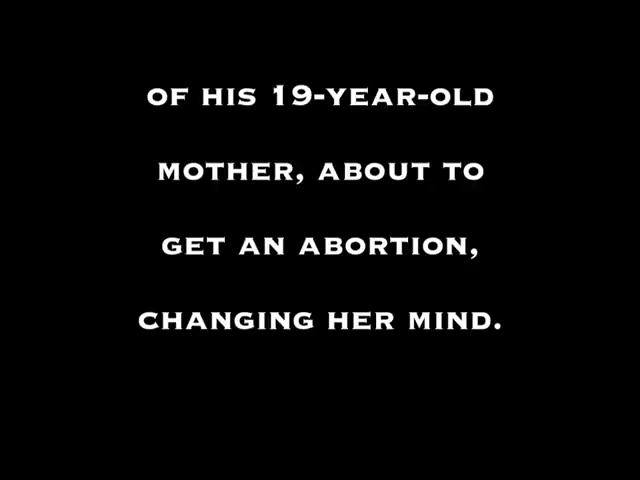 OF HIS 19-YEAR-OLD
MOTHER, ABOUT TO
GET AN ABORTION,
CHANGING HER MIND.